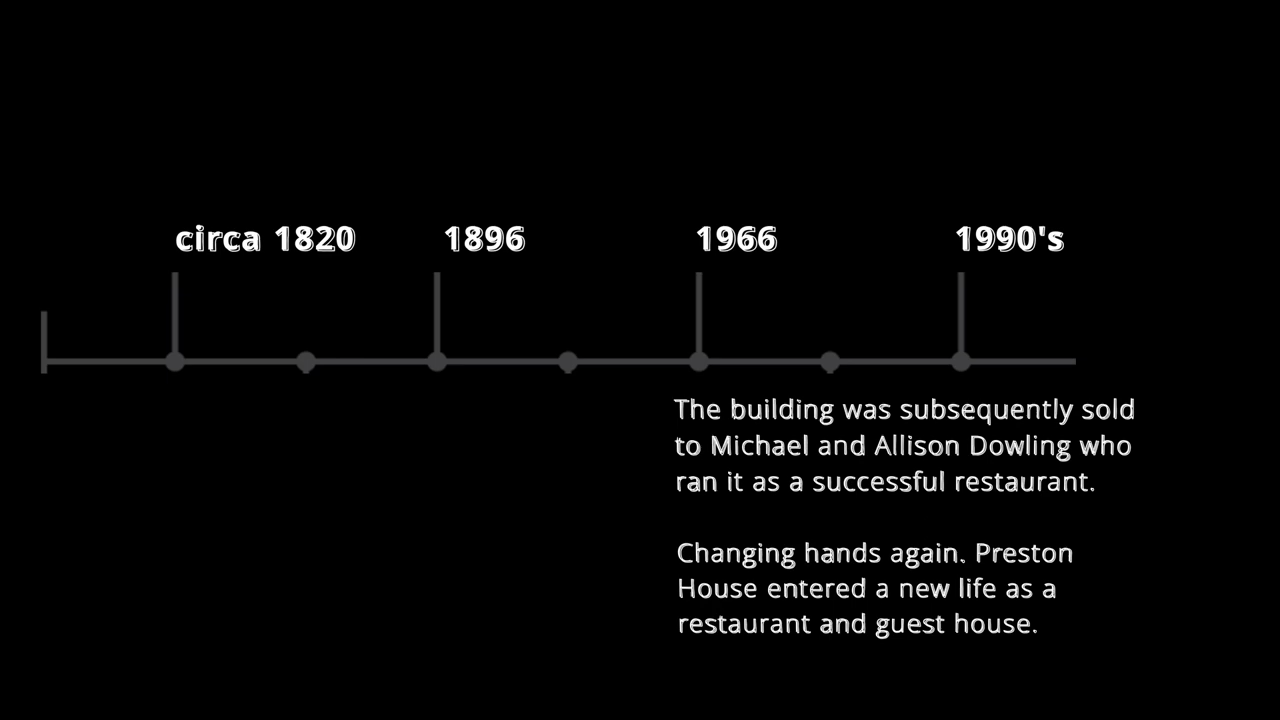 circa 1820 1896 1966 1990's
The building was subsequently sold
to Michael and Allison Dowling who
ran it as a successful restaurant.
Changing hands again. Preston
House entered a new life as a
restaurant and guest house.